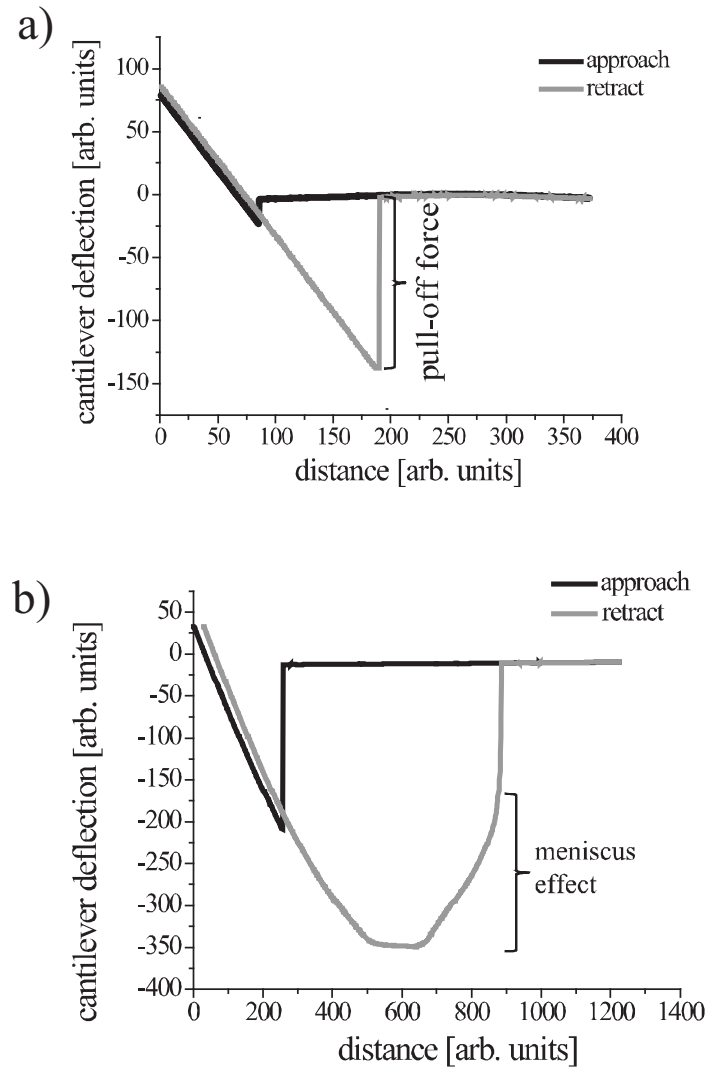 a)
approach
retract
cantilever deflection [arb. units]
100
50
0
-50
-100
-150
pull-off force
0 50 100 150 200 250 300 350 400
distance [arb. units]
b)
approach
retract
cantilever deflection [arb. units]
50
0
-50
-100
-150
-200
-250
-300
-350
-400
meniscus
effect
0 200 400 600 800 1000 1200 1400
distance [arb. units]